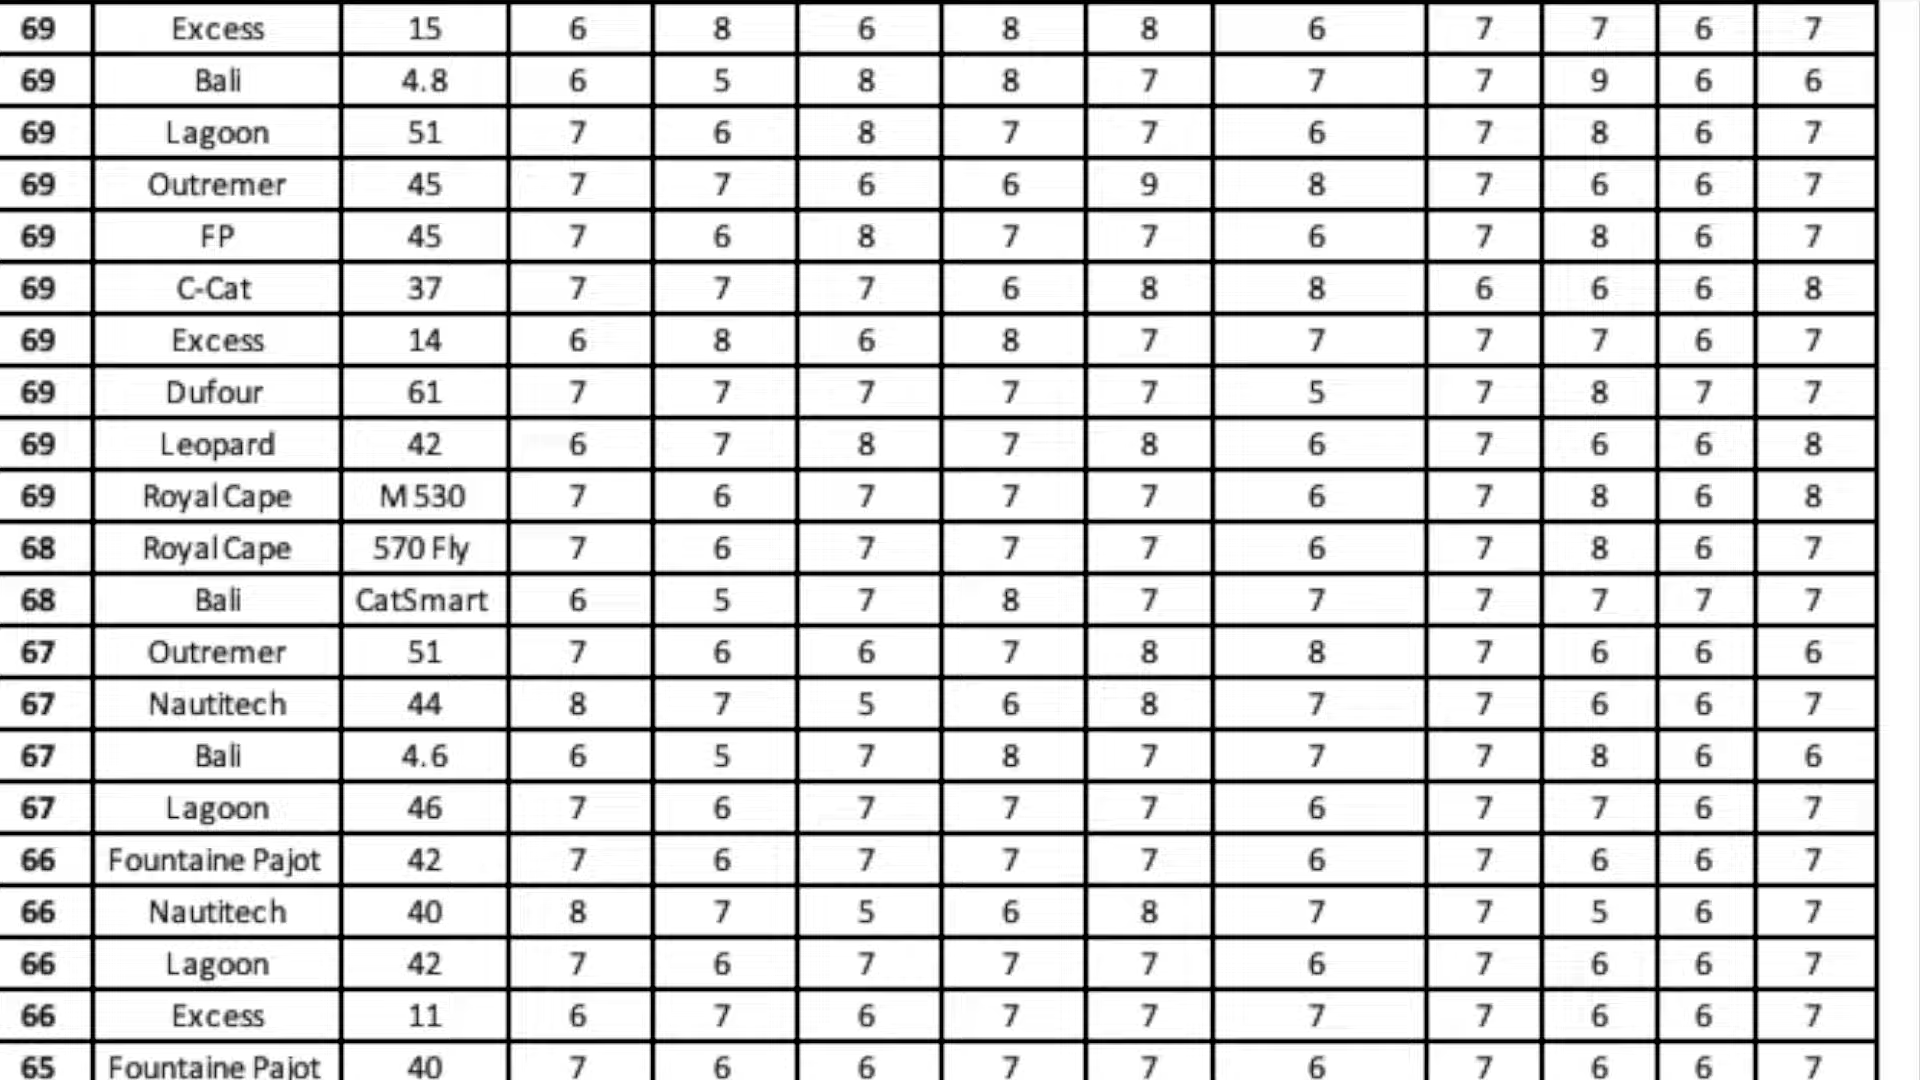 69 Excess 15 6 8 6 8 8 6 7 7 6 7
69 Bali 4.8 6 5 8 8 7 7 7 9 6 6
69 Lagoon 51 7 6 8 7 7 6 7 8 6 7
69 Outremer 45 7 7 6 6 9 8 7 6 6 7
69 FP 45 7 6 8 7 7 6 7 8 6 7
69 C-Cat 37 7 7 7 6 8 8 6 6 6 8
69 Excess 14 6 8 6 8 7 7 7 7 6 7
69 Dufour 61 7 7 7 7 7 5 7 8 7 7
69 Leopard 42 6 7 8 7 8 6 7 6 6 8
69 Royal Cape M 530 7 6 7 7 7 6 7 8 6 8
68 Royal Cape 570 Fly 7 6 7 7 7 6 7 8 6 7
68 Bali CatSmart 6 5 7 8 7 7 7 7 7 7
67 Outremer 51 7 6 6 7 8 8 7 6 6 6
67 Nautitech 44 8 7 5 6 8 7 7 6 6 7
67 Bali 4.6 6 5 7 8 7 7 7 8 6 6
67 Lagoon 46 7 6 7 7 7 6 7 7 6 7
66 Fountaine Pajot 42 7 6 7 7 7 6 7 6 6 7
66 Nautitech 40 8 7 5 6 8 7 7 5 6 7
66 Lagoon 42 7 6 7 7 7 6 7 6 6 7
66 Excess 11 6 7 6 7 7 7 7 6 6 7
65 Fountaine Pajot 40 7 6 6 7 7 6 7 6 6 7